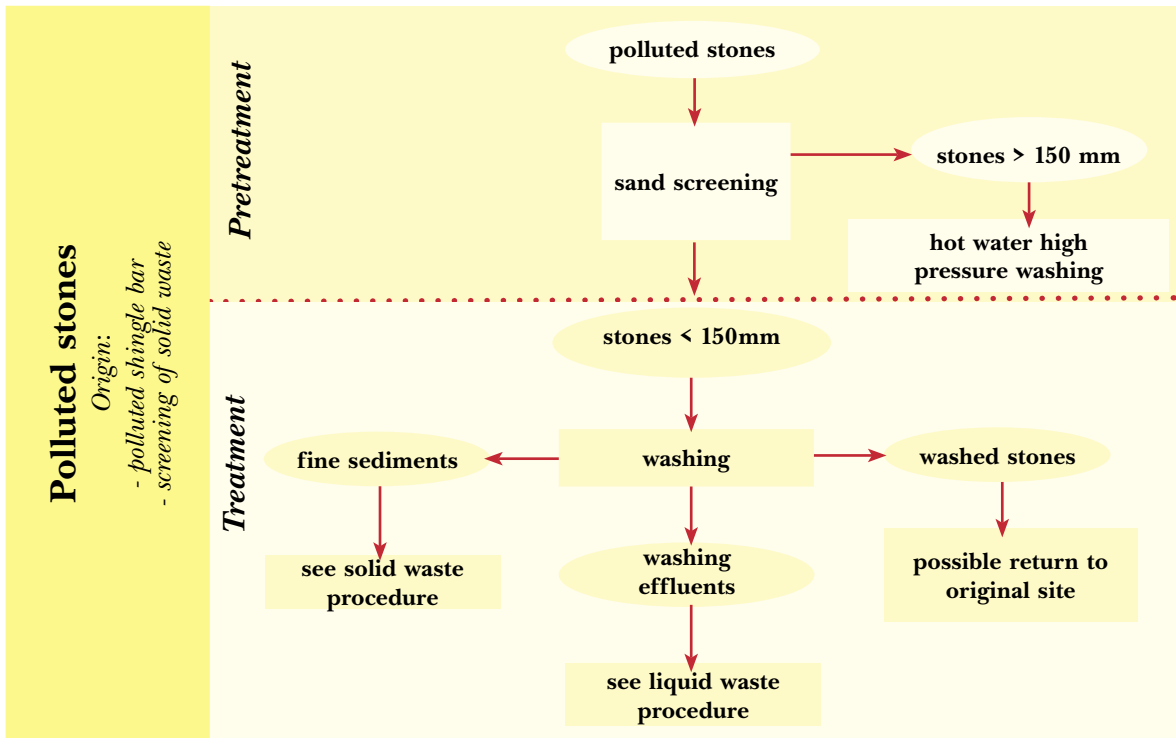 Polluted stones
Origin:
- polluted shingle bar
- screening of solid waste
Pretreatment
polluted stones
sand screening
stones > 150 mm
hot water high
pressure washing
Treatment
stones < 150mm
washing
fine sediments
see solid waste
procedure
washing
effluents
see liquid waste
procedure
washed stones
possible return to
original site